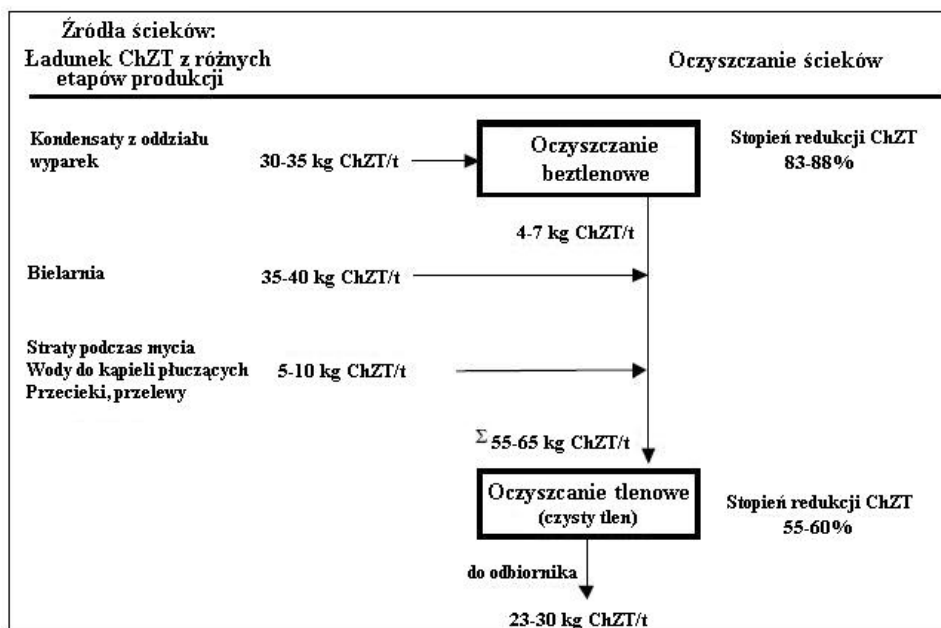 Źródła ścieków:
Ładunek ChZT z różnych
etapów produkcji
Oczyszczanie ścieków
Kondensaty z oddziału
wyparek
30-35 kg ChZT/t
Oczyszczanie
beztlenowe
Stopień redukcji ChZT
83-88%
4-7 kg ChZT/t
Bielarnia
35-40 kg ChZT/t
Straty podczas mycia
Wody do kąpieli płuczących
Przecieki, przelewy
5-10 kg ChZT/t
Σ 55-65 kg ChZT/t
Oczyszcanie tlenowe
(czysty tlen)
Stopień redukcji ChZT
55-60%
do odbiornika
23-30 kg ChZT/t